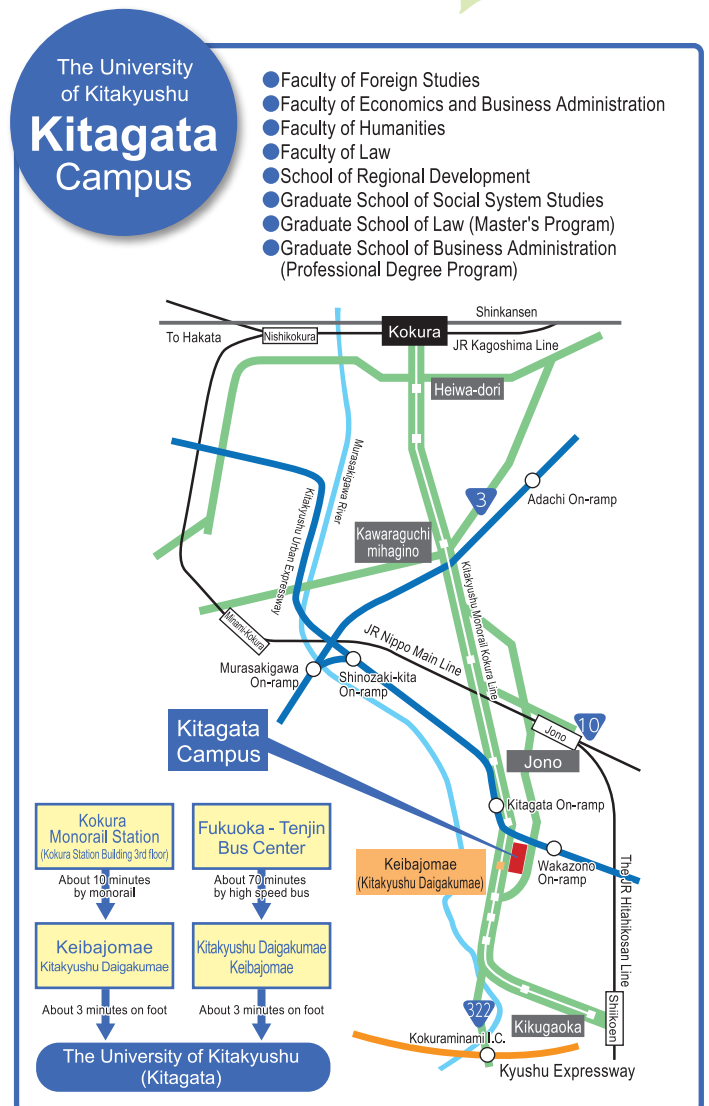 The University
of Kitakyushu
Kitagata
Campus
Faculty of Foreign Studies
Faculty of Economics and Business Administration
Faculty of Humanities
Faculty of Law
School of Regional Development
Graduate School of Social System Studies
Graduate School of Law (Master's Program)
Graduate School of Business Administration
(Professional Degree Program)
Shinkansen
To Hakata
Nishikokura
Kokura
JR Kagoshima Line
Heiwa-dori
Murasakigawa River
Kitakyushu Urban Expressway
3
Adachi On-ramp
Kawaraguchi
mihagino
Kitakyushu Monorail Kokura Line
Minami-Kokura
JR Nippo Main Line
Murasakigawa
On-ramp
Shinozaki-kita
On-ramp
10
Jono
Jono
Kitagata
Campus
Kitagata On-ramp
Wakazono
On-ramp
Keibajomae
(Kitakyushu Daigakumae)
The JR Hitahikosan Line
Shiikoen
322
Kikugaoka
Kokuraminami I.C.
Kyushu Expressway
Kokura
Monorail Station
(Kokura Station Building 3rd floor)
About 10 minutes
by monorail
Keibajomae
Kitakyushu Daigakumae
About 3 minutes on foot
Fukuoka - Tenjin
Bus Center
About 70 minutes
by high speed bus
Kitakyushu Daigakumae
Keibajomae
About 3 minutes on foot
The University of Kitakyushu
(Kitagata)